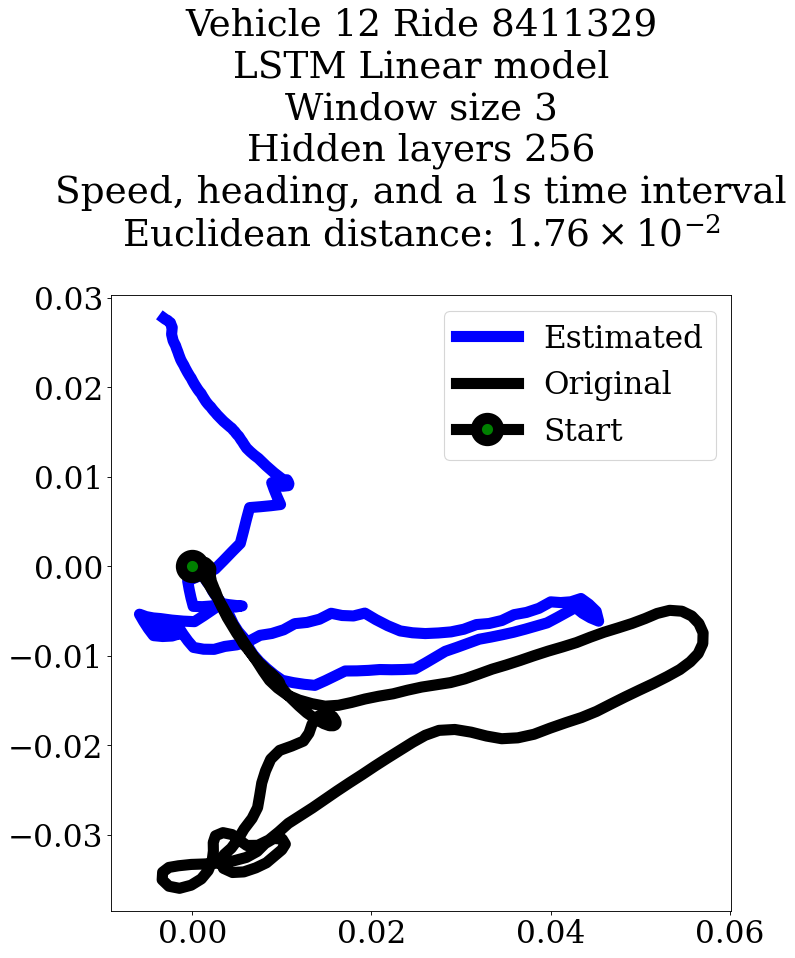 Vehicle 12 Ride 8411329
LSTM Linear model
Window size 3
Hidden layers 256
Speed, heading, and a 1s time interval
Euclidean distance: 1.76 × 10⁻²
Estimated
Original
Start
0.03
0.02
0.01
0.00
−0.01
−0.02
−0.03
0.00 0.02 0.04 0.06